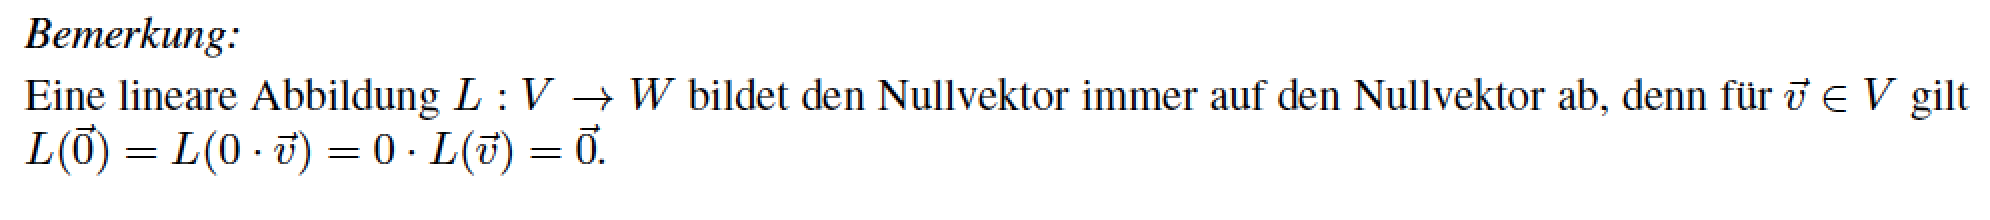 Bemerkung:
Eine lineare Abbildung L : V → W bildet den Nullvektor immer auf den Nullvektor ab, denn für v⃗ ∈ V gilt
L(0⃗) = L(0 · v⃗) = 0 · L(v⃗) = 0⃗.